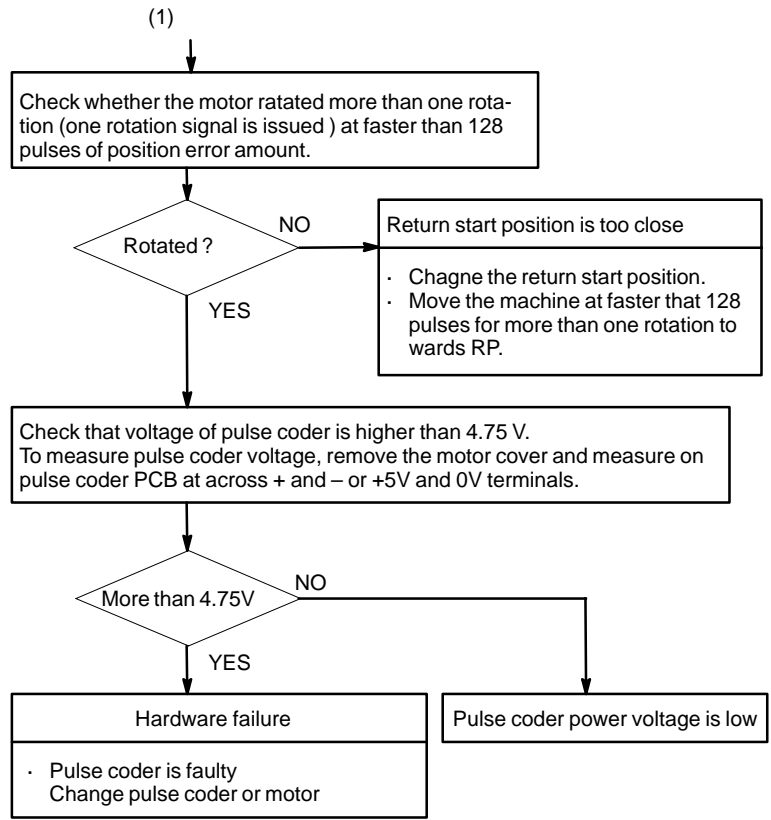 (1)
Check whether the motor ratated more than one rota-
tion (one rotation signal is issued ) at faster than 128
pulses of position error amount.
Rotated ?
NO
Return start position is too close
· Chagne the return start position.
· Move the machine at faster that 128
pulses for more than one rotation to
wards RP.
YES
Check that voltage of pulse coder is higher than 4.75 V.
To measure pulse coder voltage, remove the motor cover and measure on
pulse coder PCB at across + and – or +5V and 0V terminals.
More than 4.75V
NO
YES
Hardware failure
· Pulse coder is faulty
Change pulse coder or motor
Pulse coder power voltage is low